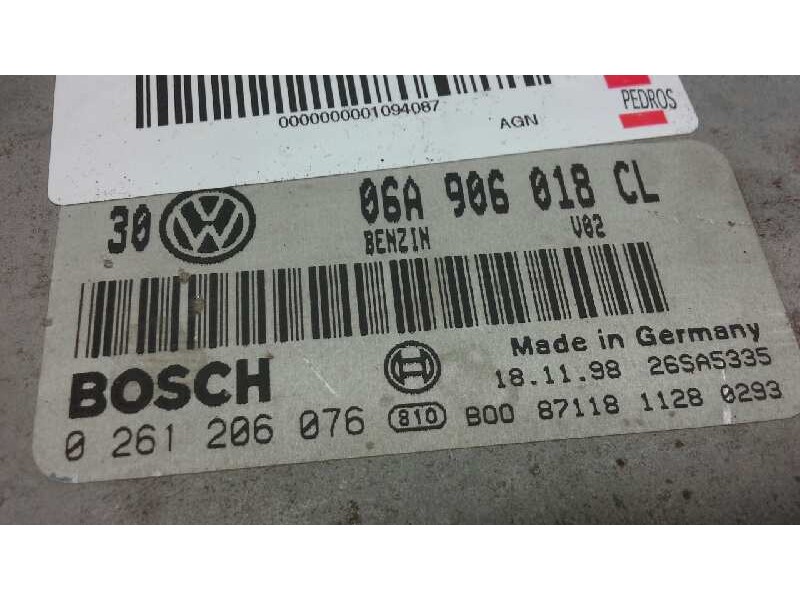 0000000001094087
AGN
PEDROS
30 VW 06A 906 018 CL
BENZIN V02
BOSCH
Made in Germany
18.11.98 26SA5335
0 261 206 076 810 B00 87118 1128 0293